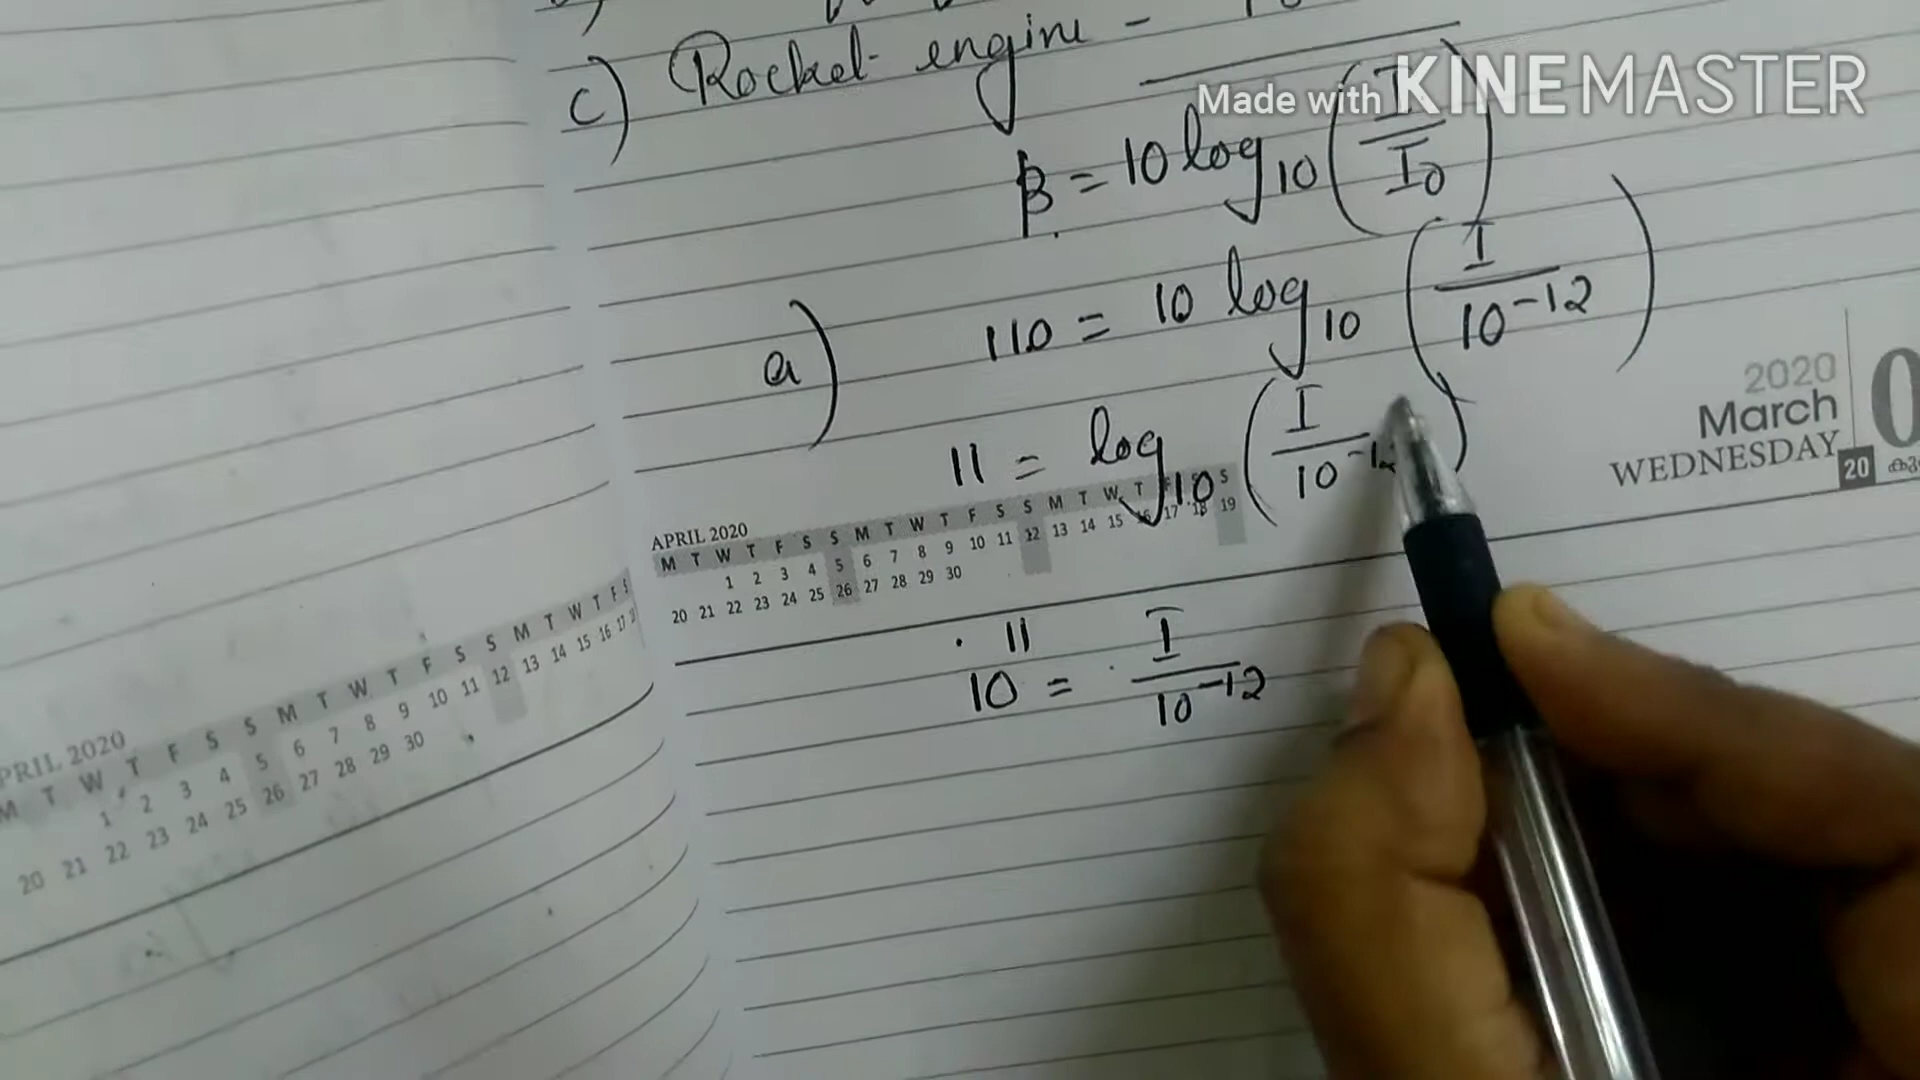 c) Rocket engine -
Made with KINEMASTER
β = 10 log10 (I/I0)
a) 110 = 10 log10 (I/10^-12)
11 = log10 (I/10^-12)
2020
March
WEDNESDAY
20
APRIL 2020
M T W T F S S M T W T F S S M T W T S
1 2 3 4 5 6 7 8 9 10 11 12 13 14 15 16 17 18 19
20 21 22 23 24 25 26 27 28 29 30
10^11 = I/10^-12
APRIL 2020
M T W T F S S M T W T F S S M T W T F S
1 2 3 4 5 6 7 8 9 10 11 12 13 14 15 16 17
20 21 22 23 24 25 26 27 28 29 30